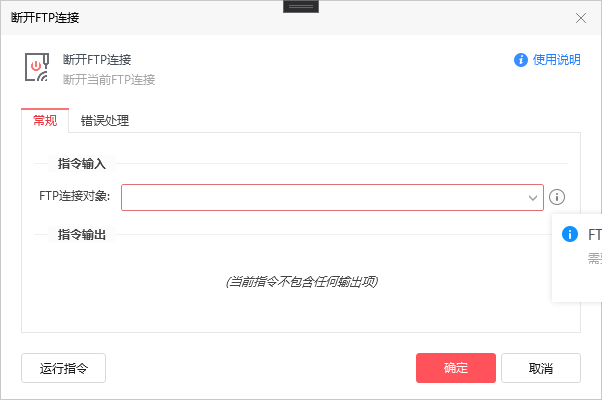 断开FTP连接
断开FTP连接
使用说明
断开当前FTP连接
常规
错误处理
指令输入
FTP连接对象:
指令输出
FT
(当前指令不包含任何输出项)
运行指令
确定
取消